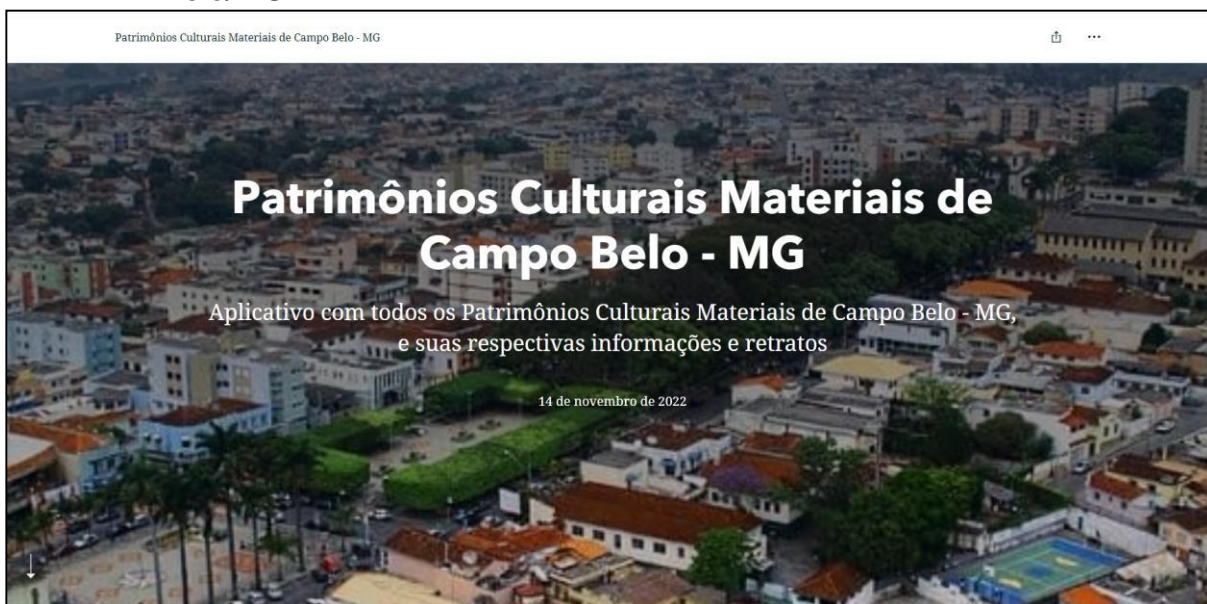 Patrimônios Culturais Materiais de Campo Belo - MG
Patrimônios Culturais Materiais de
Campo Belo - MG
Aplicativo com todos os Patrimônios Culturais Materiais de Campo Belo - MG,
e suas respectivas informações e retratos
14 de novembro de 2022